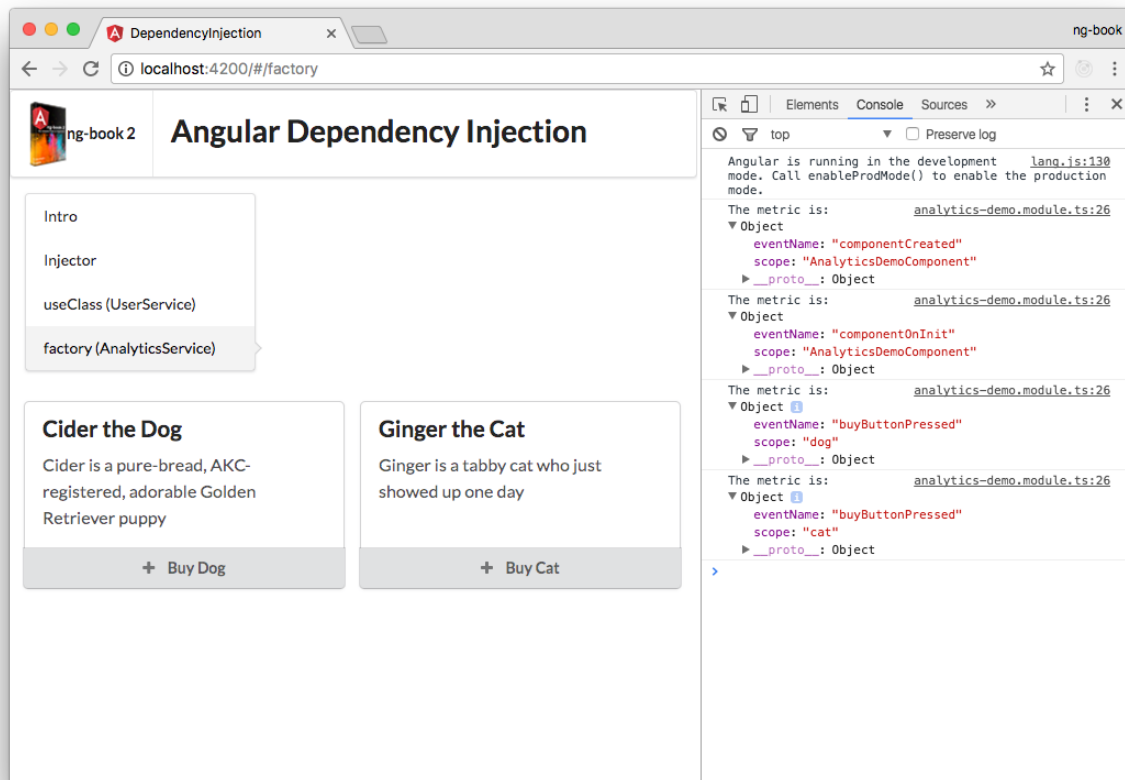 DependencyInjection
ng-book
localhost:4200/#/factory
ng-book 2
Angular Dependency Injection
Intro
Injector
useClass (UserService)
factory (AnalyticsService)
Cider the Dog
Cider is a pure-bread, AKC-
registered, adorable Golden
Retriever puppy
+ Buy Dog
Ginger the Cat
Ginger is a tabby cat who just
showed up one day
+ Buy Cat
Elements Console Sources »
top Preserve log
Angular is running in the development lang.js:130
mode. Call enableProdMode() to enable the production
mode.
The metric is: analytics-demo.module.ts:26
▼Object
eventName: "componentCreated"
scope: "AnalyticsDemoComponent"
▶__proto__: Object
The metric is: analytics-demo.module.ts:26
▼Object
eventName: "componentOnInit"
scope: "AnalyticsDemoComponent"
▶__proto__: Object
The metric is: analytics-demo.module.ts:26
▼Object i
eventName: "buyButtonPressed"
scope: "dog"
▶__proto__: Object
The metric is: analytics-demo.module.ts:26
▼Object i
eventName: "buyButtonPressed"
scope: "cat"
▶__proto__: Object
>